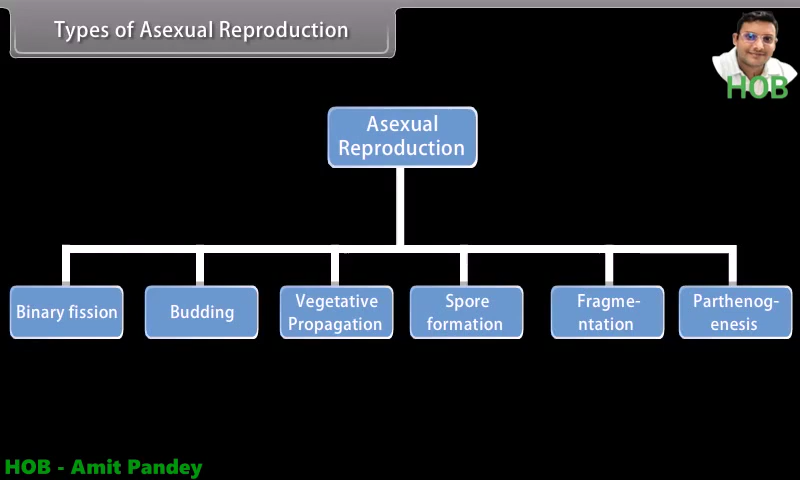 Types of Asexual Reproduction
HOB
Asexual
Reproduction
Binary fission
Budding
Vegetative
Propagation
Spore
formation
Fragme-
ntation
Parthenog-
enesis
HOB - Amit Pandey